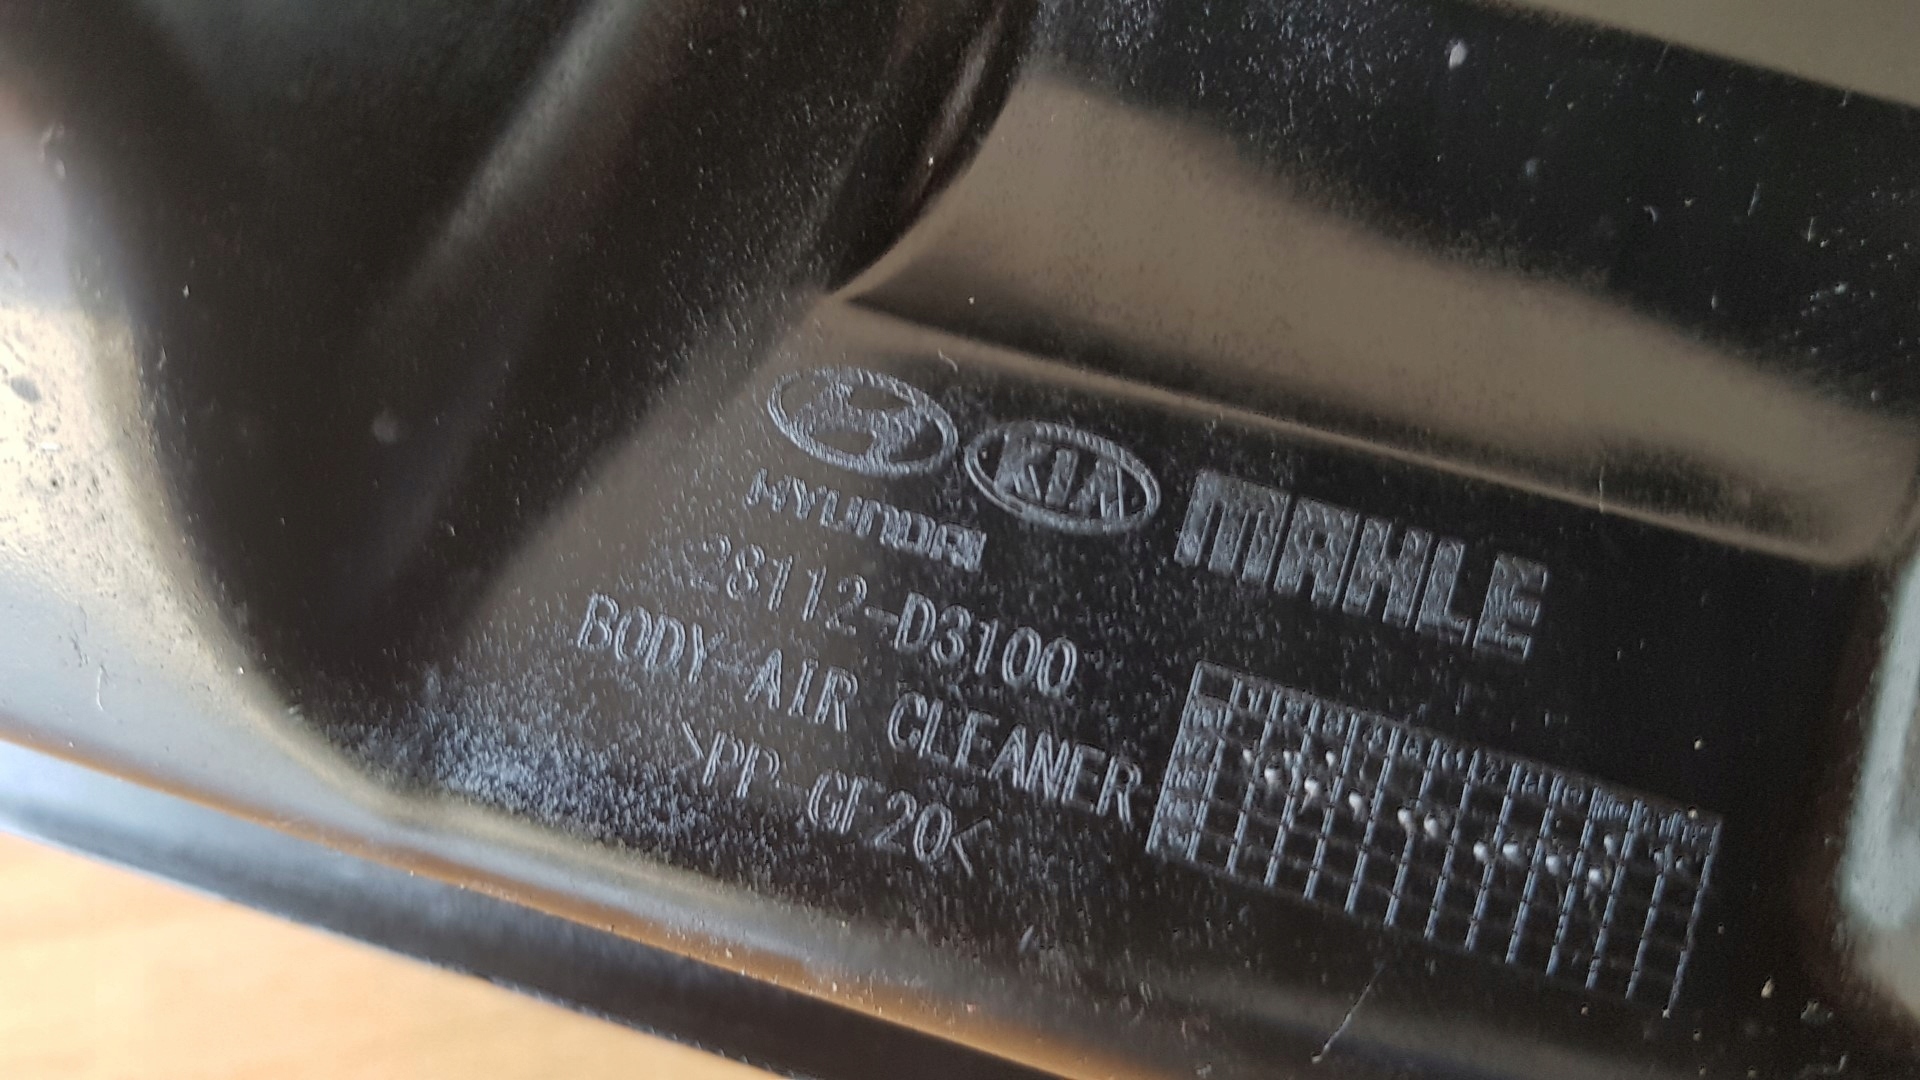 HYUNDAI KIA MAHLE
28112-D3100
BODY-AIR CLEANER
>PP-GF20<